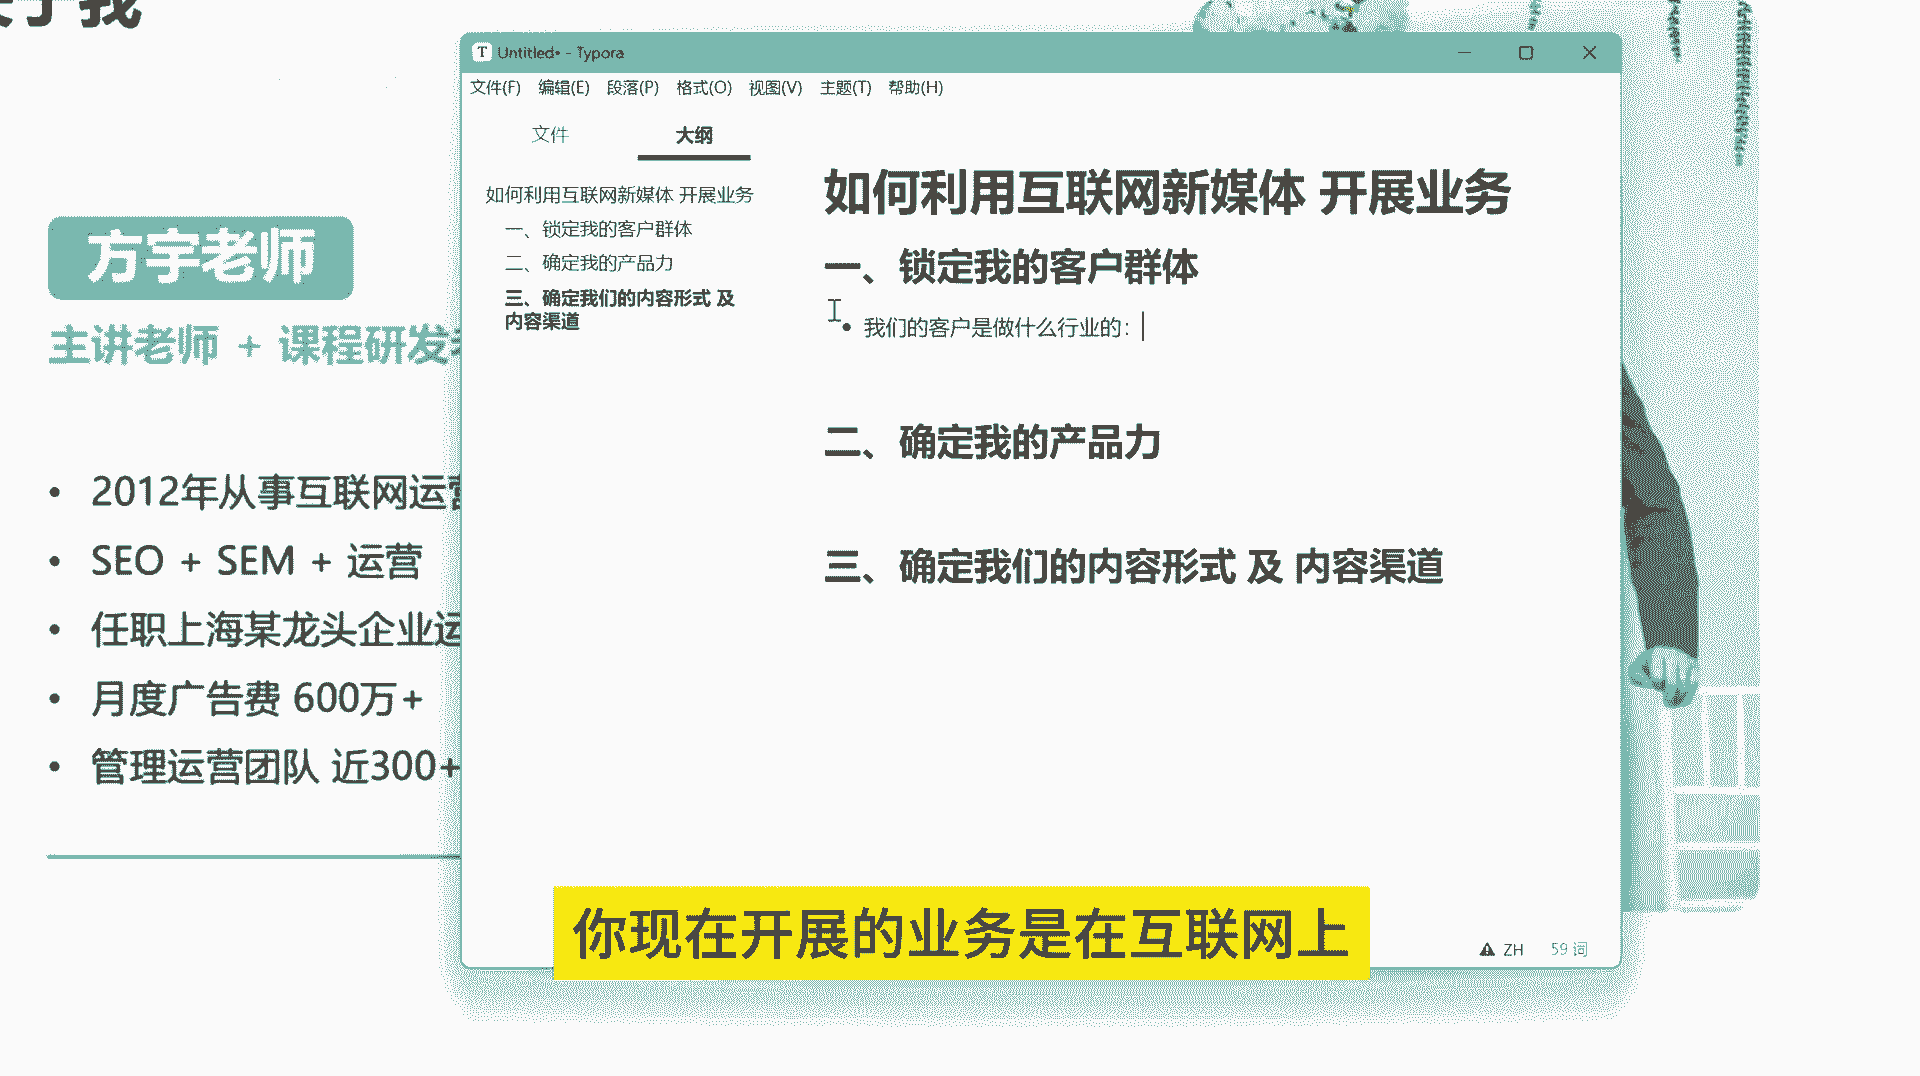 于我
方宇老师
主讲老师 + 课程研发
• 2012年从事互联网运营
• SEO + SEM + 运营
• 任职上海某龙头企业运
• 月度广告费 600万+
• 管理运营团队 近300+
Untitled• - Typora
文件(F) 编辑(E) 段落(P) 格式(O) 视图(V) 主题(T) 帮助(H)
文件 大纲
如何利用互联网新媒体 开展业务
一、锁定我的客户群体
二、确定我的产品力
三、确定我们的内容形式 及
内容渠道
如何利用互联网新媒体 开展业务
一、锁定我的客户群体
• 我们的客户是做什么行业的：
二、确定我的产品力
三、确定我们的内容形式 及 内容渠道
ZH 59 词
你现在开展的业务是在互联网上